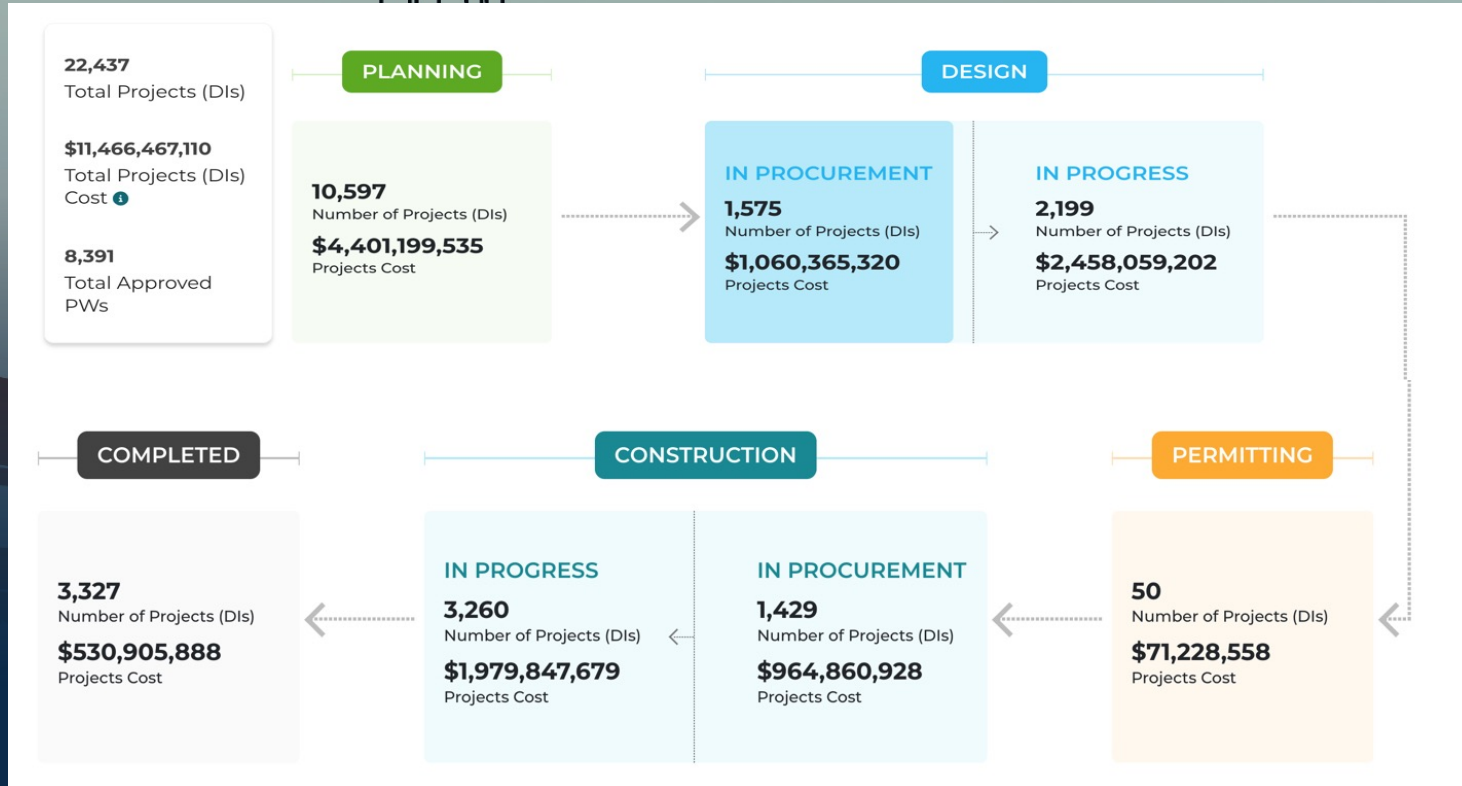 22,437
Total Projects (DIs)
$11,466,467,110
Total Projects (DIs)
Cost
8,391
Total Approved
PWs
PLANNING
10,597
Number of Projects (DIs)
$4,401,199,535
Projects Cost
DESIGN
IN PROCUREMENT
1,575
Number of Projects (DIs)
$1,060,365,320
Projects Cost
IN PROGRESS
2,199
Number of Projects (DIs)
$2,458,059,202
Projects Cost
PERMITTING
50
Number of Projects (DIs)
$71,228,558
Projects Cost
CONSTRUCTION
IN PROCUREMENT
1,429
Number of Projects (DIs)
$964,860,928
Projects Cost
IN PROGRESS
3,260
Number of Projects (DIs)
$1,979,847,679
Projects Cost
COMPLETED
3,327
Number of Projects (DIs)
$530,905,888
Projects Cost